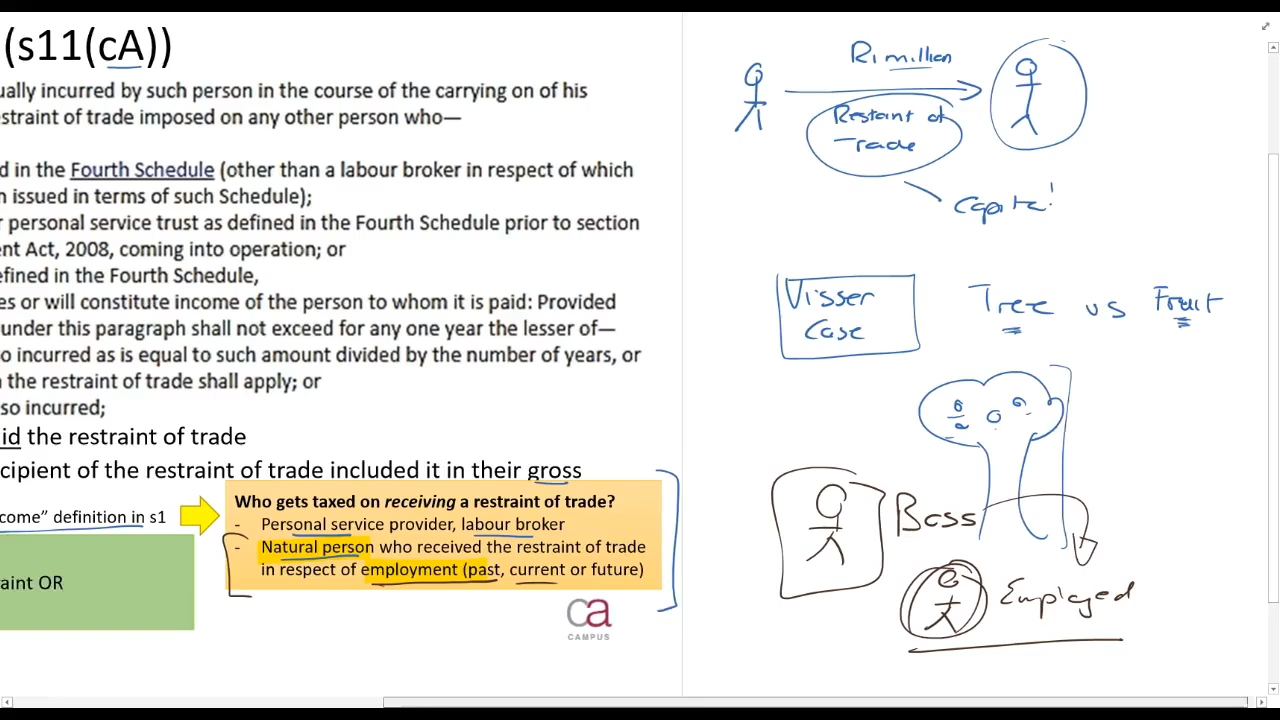 (s11(cA))
ually incurred by such person in the course of the carrying on of his
straint of trade imposed on any other person who—
d in the Fourth Schedule (other than a labour broker in respect of which
n issued in terms of such Schedule);
r personal service trust as defined in the Fourth Schedule prior to section
ent Act, 2008, coming into operation; or
efined in the Fourth Schedule,
es or will constitute income of the person to whom it is paid: Provided
under this paragraph shall not exceed for any one year the lesser of—
o incurred as is equal to such amount divided by the number of years, or
n the restraint of trade shall apply; or
so incurred;
id the restraint of trade
cipient of the restraint of trade included it in their gross
come” definition in s1
Who gets taxed on receiving a restraint of trade?
- Personal service provider, labour broker
- Natural person who received the restraint of trade
in respect of employment (past, current or future)
raint OR
ca
CAMPUS
R1 million
Restaint of
Trade
Capital
Visser
Case
Tree vs Fruit
Boss
Employed